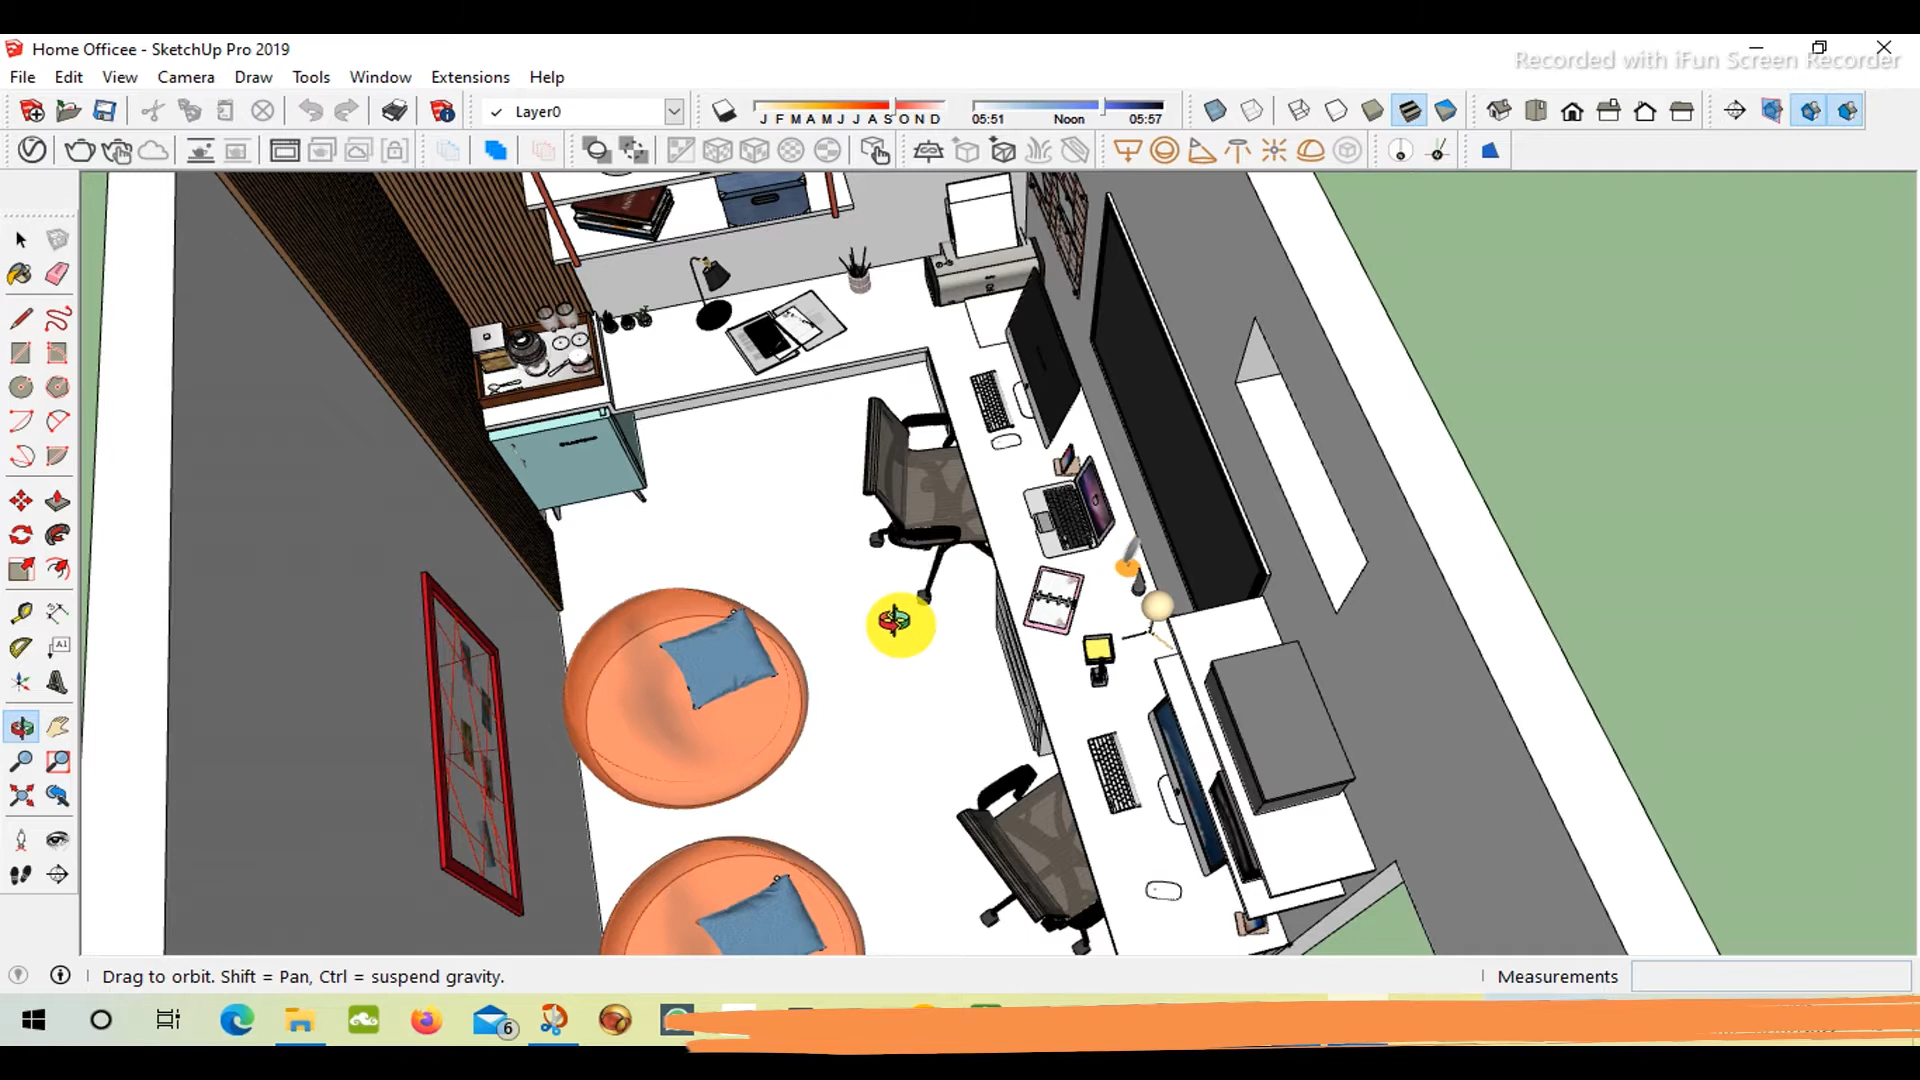 Home Officee - SketchUp Pro 2019
Recorded with iFun Screen Recorder
File Edit View Camera Draw Tools Window Extensions Help
Layer0
J F M A M J J A S O N D
05:51 Noon 05:57
A1
Drag to orbit. Shift = Pan, Ctrl = suspend gravity.
Measurements
6